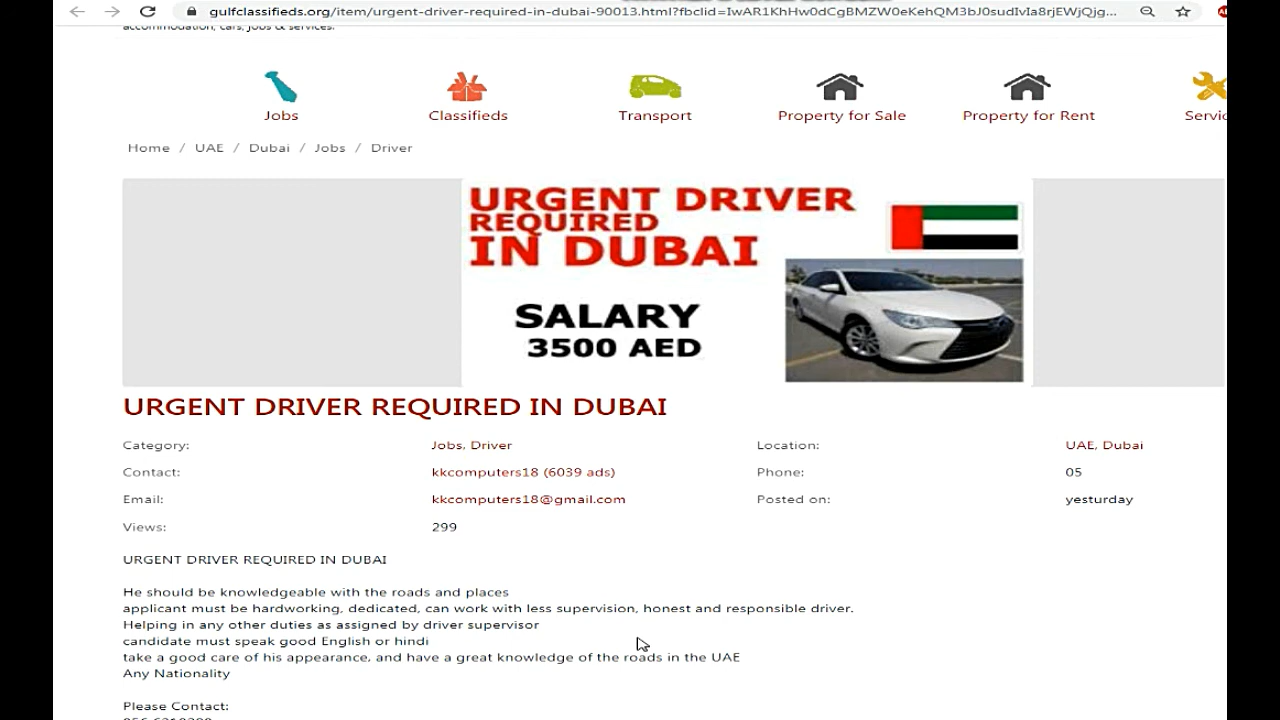 gulfclassifieds.org/item/urgent-driver-required-in-dubai-90013.html?fbclid=IwAR1KhHw0dCgBMZW0eKehQM3bJ0sudIvIa8rjEWjQjg...
accommodation, cars, jobs & services.
Jobs Classifieds Transport Property for Sale Property for Rent Servic
Home / UAE / Dubai / Jobs / Driver
URGENT DRIVER
REQUIRED
IN DUBAI
SALARY
3500 AED
URGENT DRIVER REQUIRED IN DUBAI
Category: Jobs, Driver Location: UAE, Dubai
Contact: kkcomputers18 (6039 ads) Phone: 05
Email: kkcomputers18@gmail.com Posted on: yesturday
Views: 299
URGENT DRIVER REQUIRED IN DUBAI
He should be knowledgeable with the roads and places
applicant must be hardworking, dedicated, can work with less supervision, honest and responsible driver.
Helping in any other duties as assigned by driver supervisor
candidate must speak good English or hindi
take a good care of his appearance, and have a great knowledge of the roads in the UAE
Any Nationality
Please Contact: